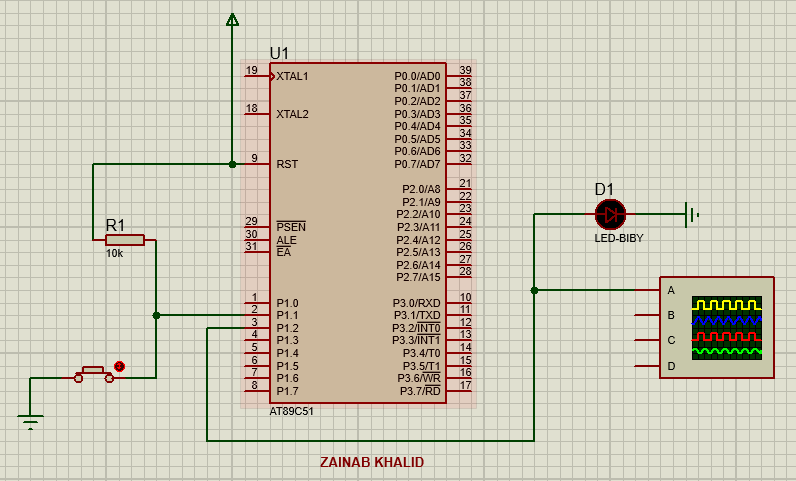 U1
19 XTAL1 P0.0/AD0 39
P0.1/AD1 38
P0.2/AD2 37
18 XTAL2 P0.3/AD3 36
P0.4/AD4 35
P0.5/AD5 34
P0.6/AD6 33
9 RST P0.7/AD7 32
P2.0/A8 21
P2.1/A9 22
P2.2/A10 23
29 PSEN P2.3/A11 24
30 ALE P2.4/A12 25
31 EA P2.5/A13 26
P2.6/A14 27
P2.7/A15 28
1 P1.0 P3.0/RXD 10
2 P1.1 P3.1/TXD 11
3 P1.2 P3.2/INT0 12
4 P1.3 P3.3/INT1 13
5 P1.4 P3.4/T0 14
6 P1.5 P3.5/T1 15
7 P1.6 P3.6/WR 16
8 P1.7 P3.7/RD 17
AT89C51
R1
10k
D1
LED-BIBY
A
B
C
D
ZAINAB KHALID